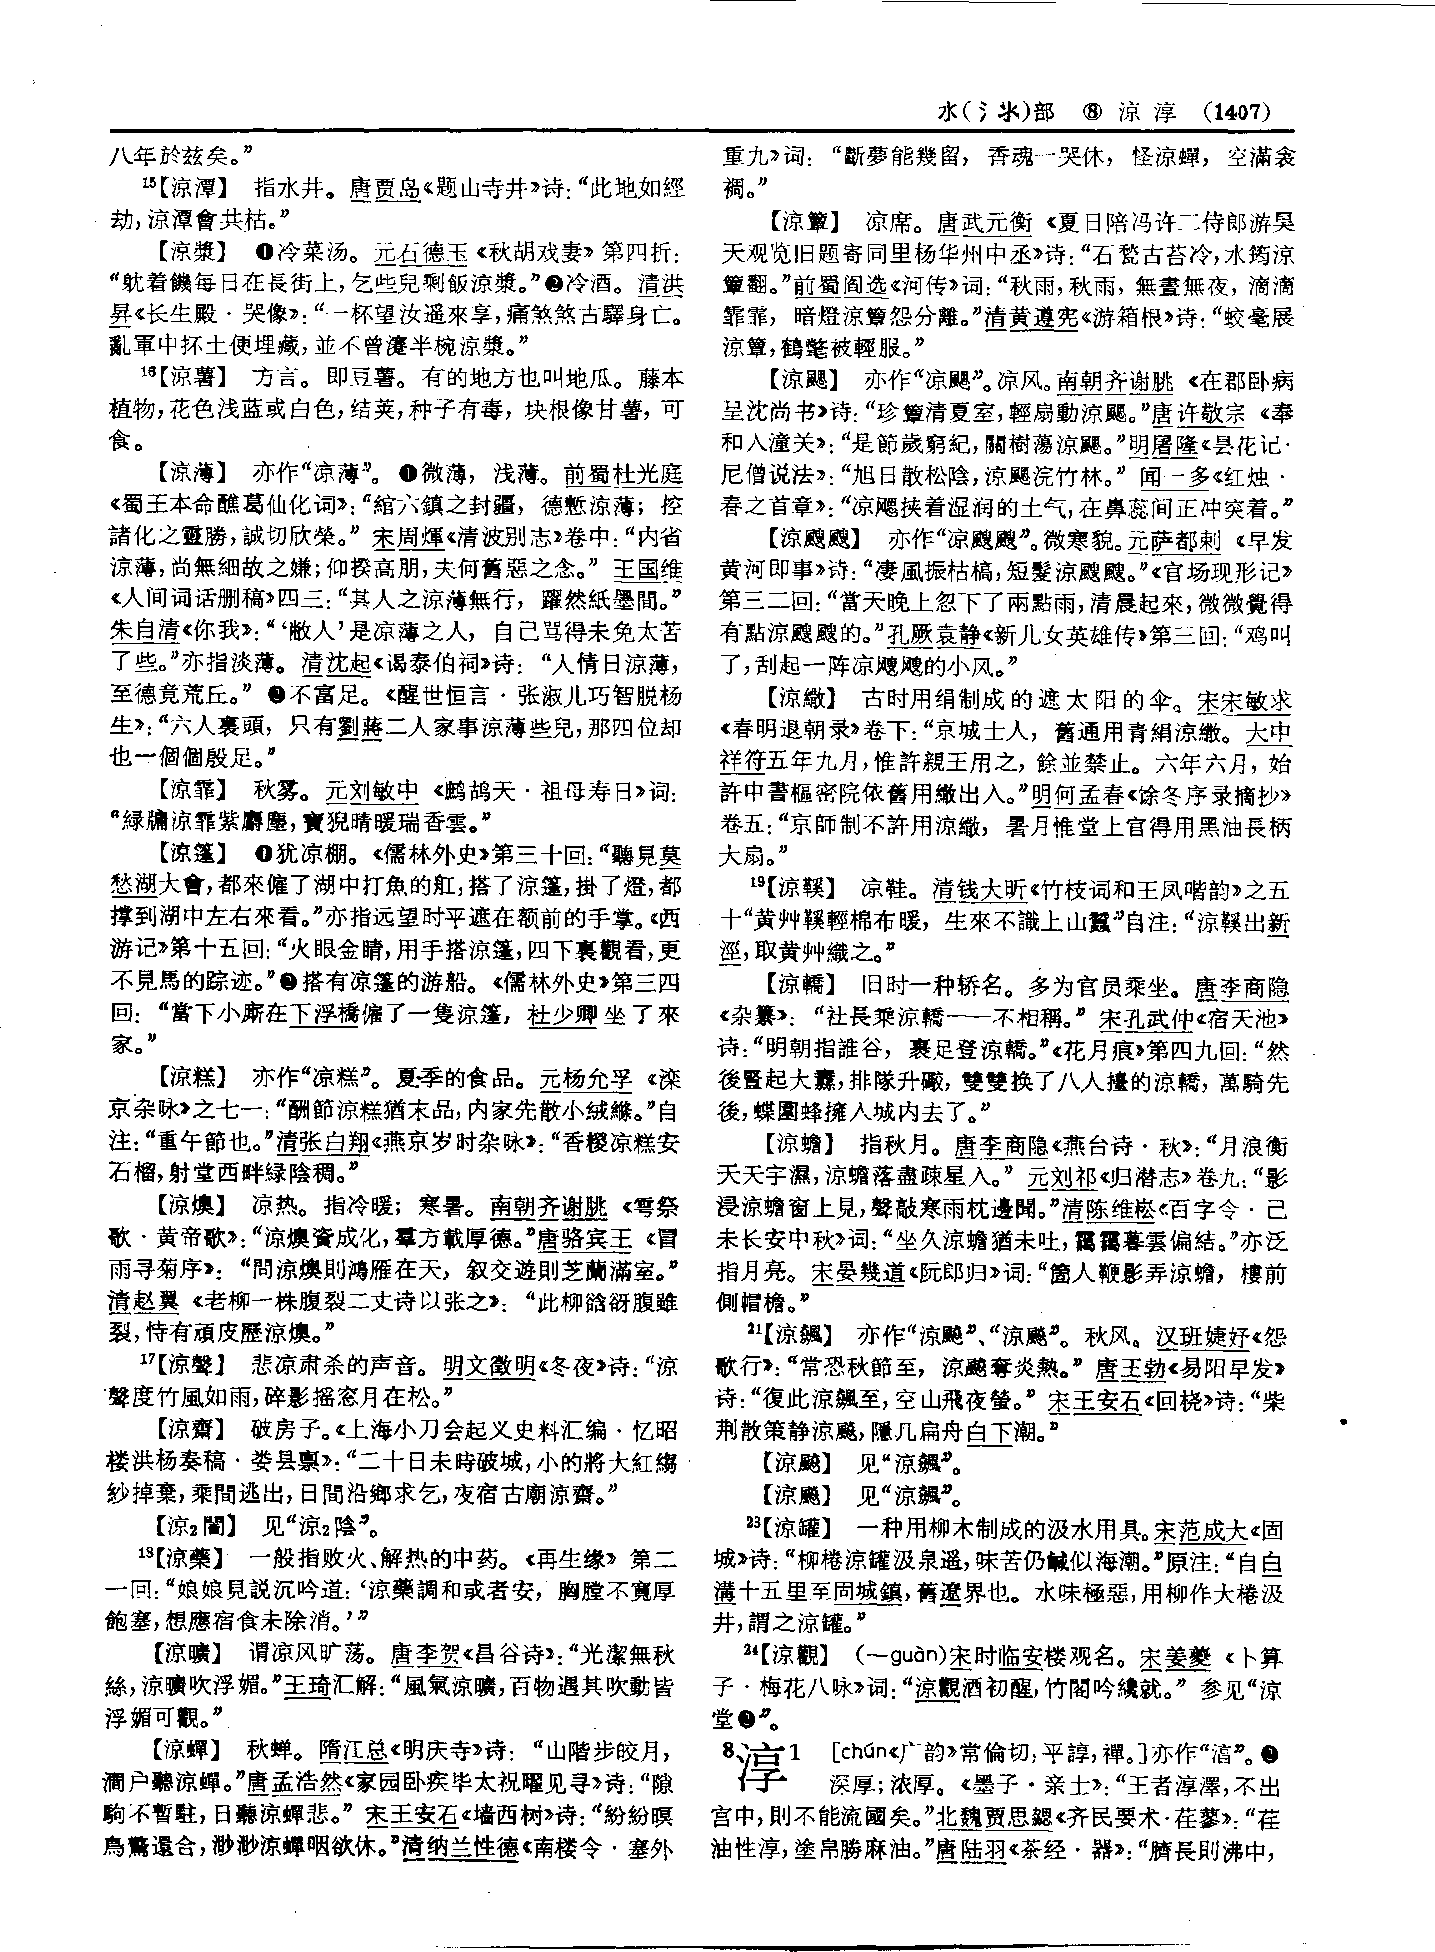 水(氵氺)部 ⑧ 涼 淳 (1407)
八年於兹矣。”
15【涼潭】 指水井。唐贾岛《题山寺井》诗：“此地如經
劫，涼潭會共枯。”
【涼漿】 ❶冷菜汤。元石德玉《秋胡戏妻》第四折：
“躭着饑每日在長街上，乞些兒剩飯涼漿。”❷冷酒。清洪
昇《长生殿·哭像》：“一杯望汝遥來享，痛煞煞古驛身亡。
亂軍中抔土便埋藏，並不曾瀽半椀涼漿。”
16【涼薯】 方言。即豆薯。有的地方也叫地瓜。藤本
植物，花色浅蓝或白色，结荚，种子有毒，块根像甘薯，可
食。
【涼薄】 亦作“凉薄”。❶微薄，浅薄。前蜀杜光庭
《蜀王本命醮葛仙化词》：“綰六鎮之封疆，德慙涼薄；控
諸化之靈勝，誠切欣榮。” 宋周煇《清波别志》卷中：“内省
涼薄，尚無細故之嫌；仰揆高朋，夫何舊惡之念。” 王国维
《人间词话删稿》四三：“其人之涼薄無行，躍然紙墨間。”
朱自清《你我》：“‘敝人’是凉薄之人，自己骂得未免太苦
了些。”亦指淡薄。清沈起《谒泰伯祠》诗：“人情日涼薄，
至德竟荒丘。” ❷不富足。《醒世恒言·张淑儿巧智脱杨
生》：“六人裏頭，只有劉蔣二人家事涼薄些兒，那四位却
也一個個殷足。”
【涼霏】 秋雾。元刘敏中《鹧鸪天·祖母寿日》词：
“緑牖涼霏紫麝塵，寶猊晴暖瑞香雲。”
【涼篷】 ❶犹凉棚。《儒林外史》第三十回：“聽見莫
愁湖大會，都來僱了湖中打魚的舡，搭了涼篷，掛了燈，都
撑到湖中左右來看。”亦指远望时平遮在额前的手掌。《西
游记》第十五回：“火眼金睛，用手搭涼篷，四下裏觀看，更
不見馬的踪迹。”❷搭有凉篷的游船。《儒林外史》第三四
回：“當下小廝在下浮橋僱了一隻涼篷，杜少卿坐了來
家。”
【涼糕】 亦作“凉糕”。夏季的食品。元杨允孚《滦
京杂咏》之七一：“酬節涼糕猶末品，内家先散小絨縧。”自
注：“重午節也。”清张白翔《燕京岁时杂咏》：“香糉凉糕安
石榴，射堂西畔緑陰稠。”
【涼燠】 凉热。指冷暖；寒暑。南朝齐谢朓《雩祭
歌·黄帝歌》：“涼燠資成化，羣方載厚德。”唐骆宾王《冒
雨寻菊序》：“問涼燠則鴻雁在天，叙交遊則芝蘭滿室。”
清赵翼《老柳一株腹裂二丈诗以张之》：“此柳谽谺腹雖
裂，恃有頑皮歷涼燠。”
17【涼聲】 悲凉肃杀的声音。明文徵明《冬夜》诗：“涼
聲度竹風如雨，碎影摇窓月在松。”
【涼齋】 破房子。《上海小刀会起义史料汇编·忆昭
楼洪杨奏稿·娄县禀》：“二十日未時破城，小的將大紅縐
紗掉棄，乘間逃出，日間沿鄉求乞，夜宿古廟涼齋。”
【涼2闇】 见“涼2陰”。
18【涼藥】 一般指败火、解热的中药。《再生缘》第二
一回：“娘娘見説沉吟道：‘涼藥調和或者安，胸膛不寬厚
飽塞，想應宿食未除消。’”
【涼曠】 谓凉风旷荡。唐李贺《昌谷诗》：“光潔無秋
絲，涼曠吹浮媚。”王琦汇解：“風氣涼曠，百物遇其吹動皆
浮媚可觀。”
【涼蟬】 秋蝉。隋江总《明庆寺》诗：“山階步皎月，
澗户聽涼蟬。”唐孟浩然《家园卧疾毕太祝曜见寻》诗：“隙
駒不暫駐，日聽涼蟬悲。” 宋王安石《墙西树》诗：“紛紛暝
鳥驚還合，渺渺涼蟬咽欲休。”清纳兰性德《南楼令·塞外
重九》词：“斷夢能幾留，香魂一哭休，怪涼蟬，空滿衾
裯。”
【涼簟】 凉席。唐武元衡《夏日陪冯许二侍郎游昊
天观览旧题寄同里杨华州中丞》诗：“石甃古苔冷，水筠涼
簟翻。”前蜀阎选《河传》词：“秋雨，秋雨，無晝無夜，滴滴
霏霏，暗燈涼簟怨分離。”清黄遵宪《游箱根》诗：“蛟毫展
涼簟，鶴氅被輕服。”
【涼颸】 亦作“凉颸”。凉风。南朝齐谢朓《在郡卧病
呈沈尚书》诗：“珍簟清夏室，輕扇動涼颸。”唐许敬宗《奉
和入潼关》：“是節歲窮紀，關樹蕩涼颸。”明屠隆《昙花记·
尼僧说法》：“旭日散松陰，涼颸浣竹林。” 闻一多《红烛·
春之首章》：“凉飔挟着湿润的土气，在鼻蕊间正冲突着。”
【涼颼颼】 亦作“凉颼颼”。微寒貌。元萨都剌《早发
黄河即事》诗：“凄風振枯槁，短髮涼颼颼。”《官场现形记》
第三二回：“當天晚上忽下了兩點雨，清晨起來，微微覺得
有點涼颼颼的。”孔厥袁静《新儿女英雄传》第三回：“鸡叫
了，刮起一阵凉飕飕的小风。”
【涼繖】 古时用绢制成的遮太阳的伞。宋宋敏求
《春明退朝录》卷下：“京城士人，舊通用青絹涼繖。大中
祥符五年九月，惟許親王用之，餘並禁止。六年六月，始
許中書樞密院依舊用繖出入。”明何孟春《馀冬序录摘抄》
卷五：“京師制不許用涼繖，暑月惟堂上官得用黑油長柄
大扇。”
19【涼鞵】 凉鞋。清钱大昕《竹枝词和王凤喈韵》之五
十“黄艸鞵輕棉布暖，生來不識上山蠶”自注：“涼鞵出新
涇，取黄艸織之。”
【涼轎】 旧时一种轿名。多为官员乘坐。唐李商隐
《杂纂》：“社長乘涼轎——不相稱。” 宋孔武仲《宿天池》
诗：“明朝指誰谷，裹足登涼轎。”《花月痕》第四九回：“然
後豎起大纛，排隊升礮，雙雙换了八人擡的涼轎，萬騎先
後，蝶團蜂擁入城内去了。”
【涼蟾】 指秋月。唐李商隐《燕台诗·秋》：“月浪衡
天天宇濕，涼蟾落盡疎星入。” 元刘祁《归潜志》卷九：“影
浸涼蟾窗上見，聲敲寒雨枕邊聞。”清陈维崧《百字令·己
未长安中秋》词：“坐久涼蟾猶未吐，靄靄暮雲偏結。”亦泛
指月亮。宋晏幾道《阮郎归》词：“箇人鞭影弄涼蟾，樓前
側帽檐。”
21【涼飆】 亦作“涼飈”、“涼飇”。秋风。汉班婕妤《怨
歌行》：“常恐秋節至，涼飈奪炎熱。” 唐王勃《易阳早发》
诗：“復此涼飆至，空山飛夜螢。” 宋王安石《回桡》诗：“柴
荆散策静涼飇，隱几扁舟白下潮。”
【涼飈】 见“涼飆”。
【涼飇】 见“涼飆”。
23【涼罐】 一种用柳木制成的汲水用具。宋范成大《固
城》诗：“柳棬涼罐汲泉遥，味苦仍鹹似海潮。”原注：“自白
溝十五里至固城鎮，舊遼界也。水味極惡，用柳作大棬汲
井，謂之涼罐。”
24【涼觀】 (—guàn)宋时临安楼观名。宋姜夔《卜算
子·梅花八咏》词：“涼觀酒初醒，竹閣吟纔就。” 参见“涼
堂❷”。
8淳1 [chún《广韵》常倫切，平諄，禪。]亦作“湻”。❶
深厚；浓厚。《墨子·亲士》：“王者淳澤，不出
宫中，則不能流國矣。”北魏贾思勰《齐民要术·荏蓼》：“荏
油性淳，塗帛勝麻油。”唐陆羽《茶经·器》：“臍長則沸中，